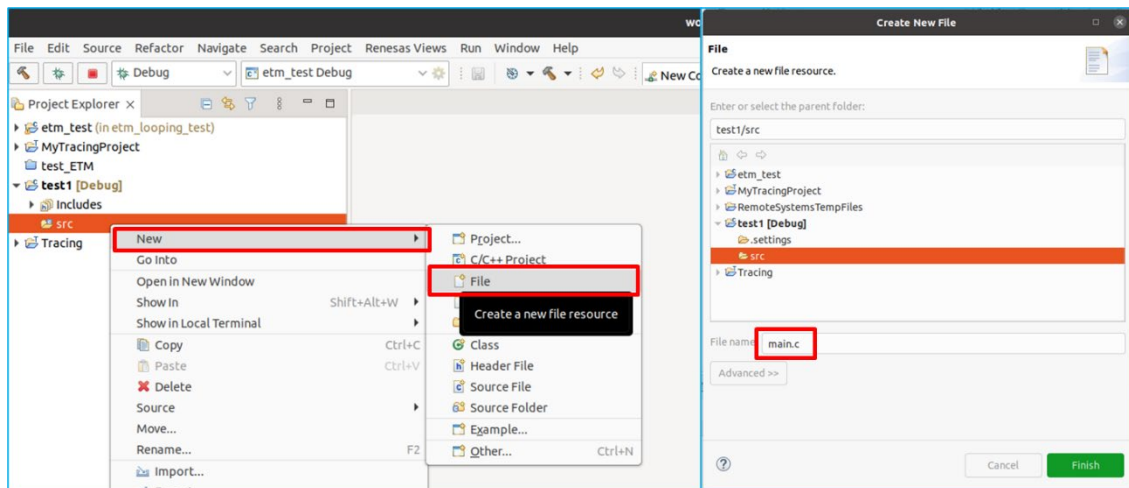 wo
File Edit Source Refactor Navigate Search Project Renesas Views Run Window Help
Debug
etm_test Debug
New Co
Project Explorer
etm_test (in etm_looping_test)
MyTracingProject
test_ETM
test1 [Debug]
Includes
src
Tracing
New
Go Into
Open in New Window
Show In Shift+Alt+W
Show in Local Terminal
Copy Ctrl+C
Paste Ctrl+V
Delete
Source
Move...
Rename... F2
Import...
Project...
C/C++ Project
File
Create a new file resource
Class
Header File
Source File
Source Folder
Example...
Other... Ctrl+N
Create New File
File
Create a new file resource.
Enter or select the parent folder:
test1/src
etm_test
MyTracingProject
RemoteSystemsTempFiles
test1 [Debug]
.settings
src
Tracing
File name
main.c
Advanced >>
Cancel
Finish